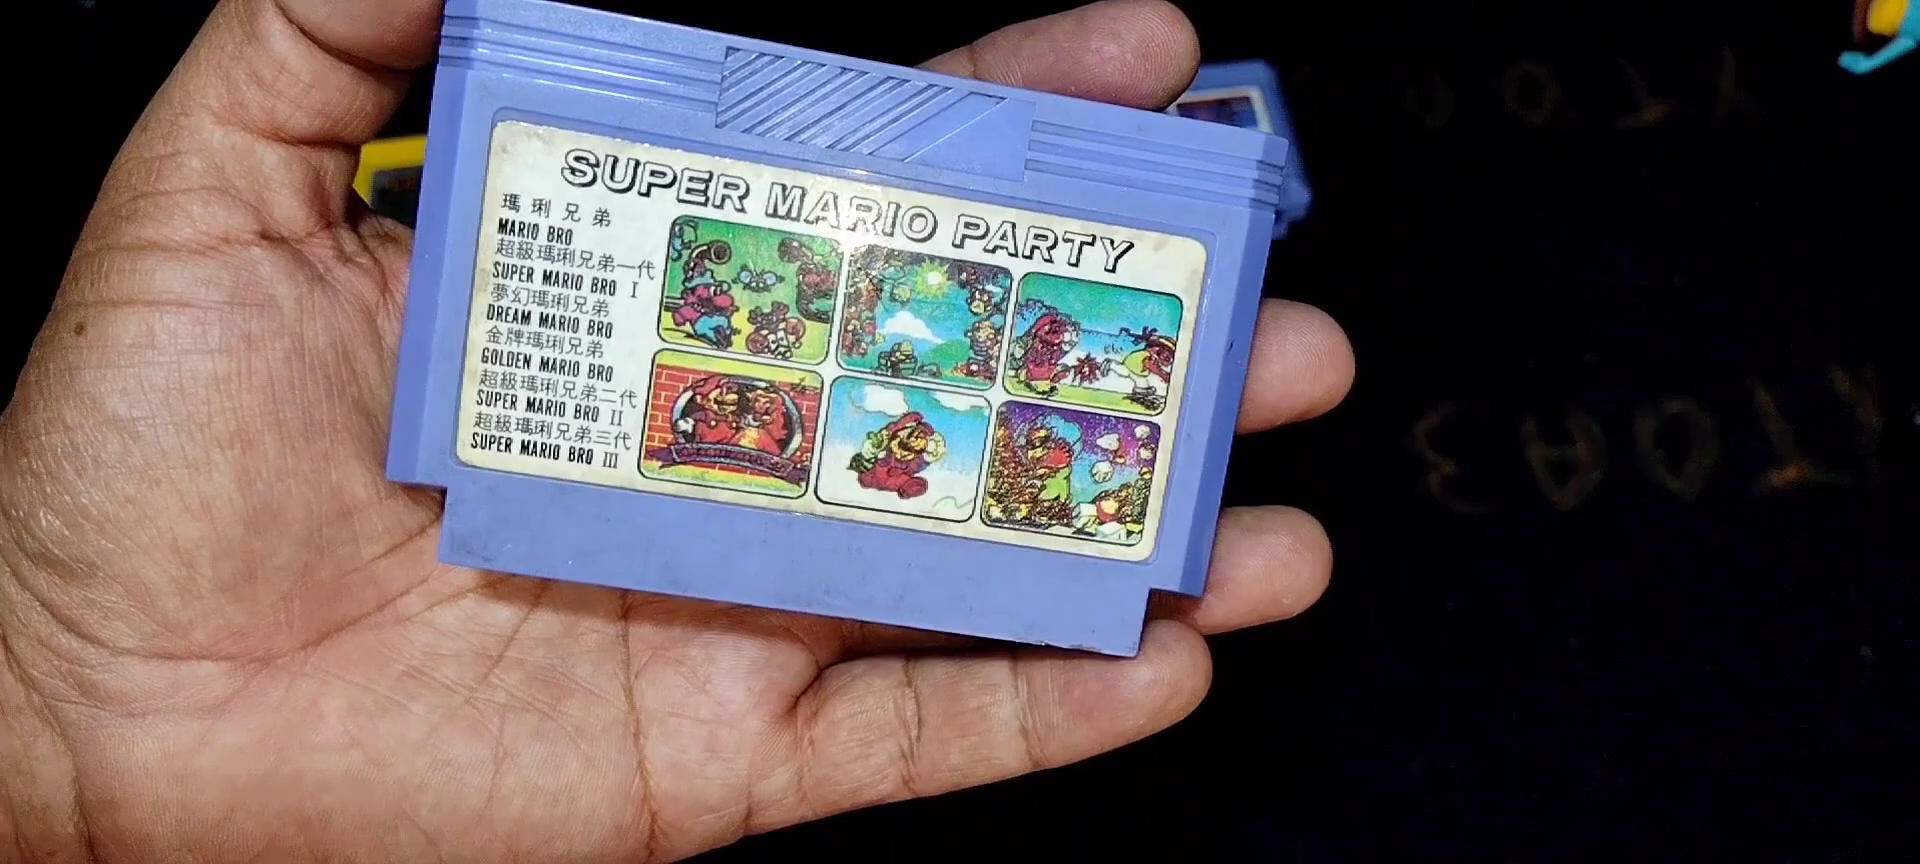 SUPER MARIO PARTY
瑪琍兄弟
MARIO BRO
超級瑪琍兄弟一代
SUPER MARIO BRO I
夢幻瑪琍兄弟
DREAM MARIO BRO
金牌瑪琍兄弟
GOLDEN MARIO BRO
超級瑪琍兄弟二代
SUPER MARIO BRO II
超級瑪琍兄弟三代
SUPER MARIO BRO III